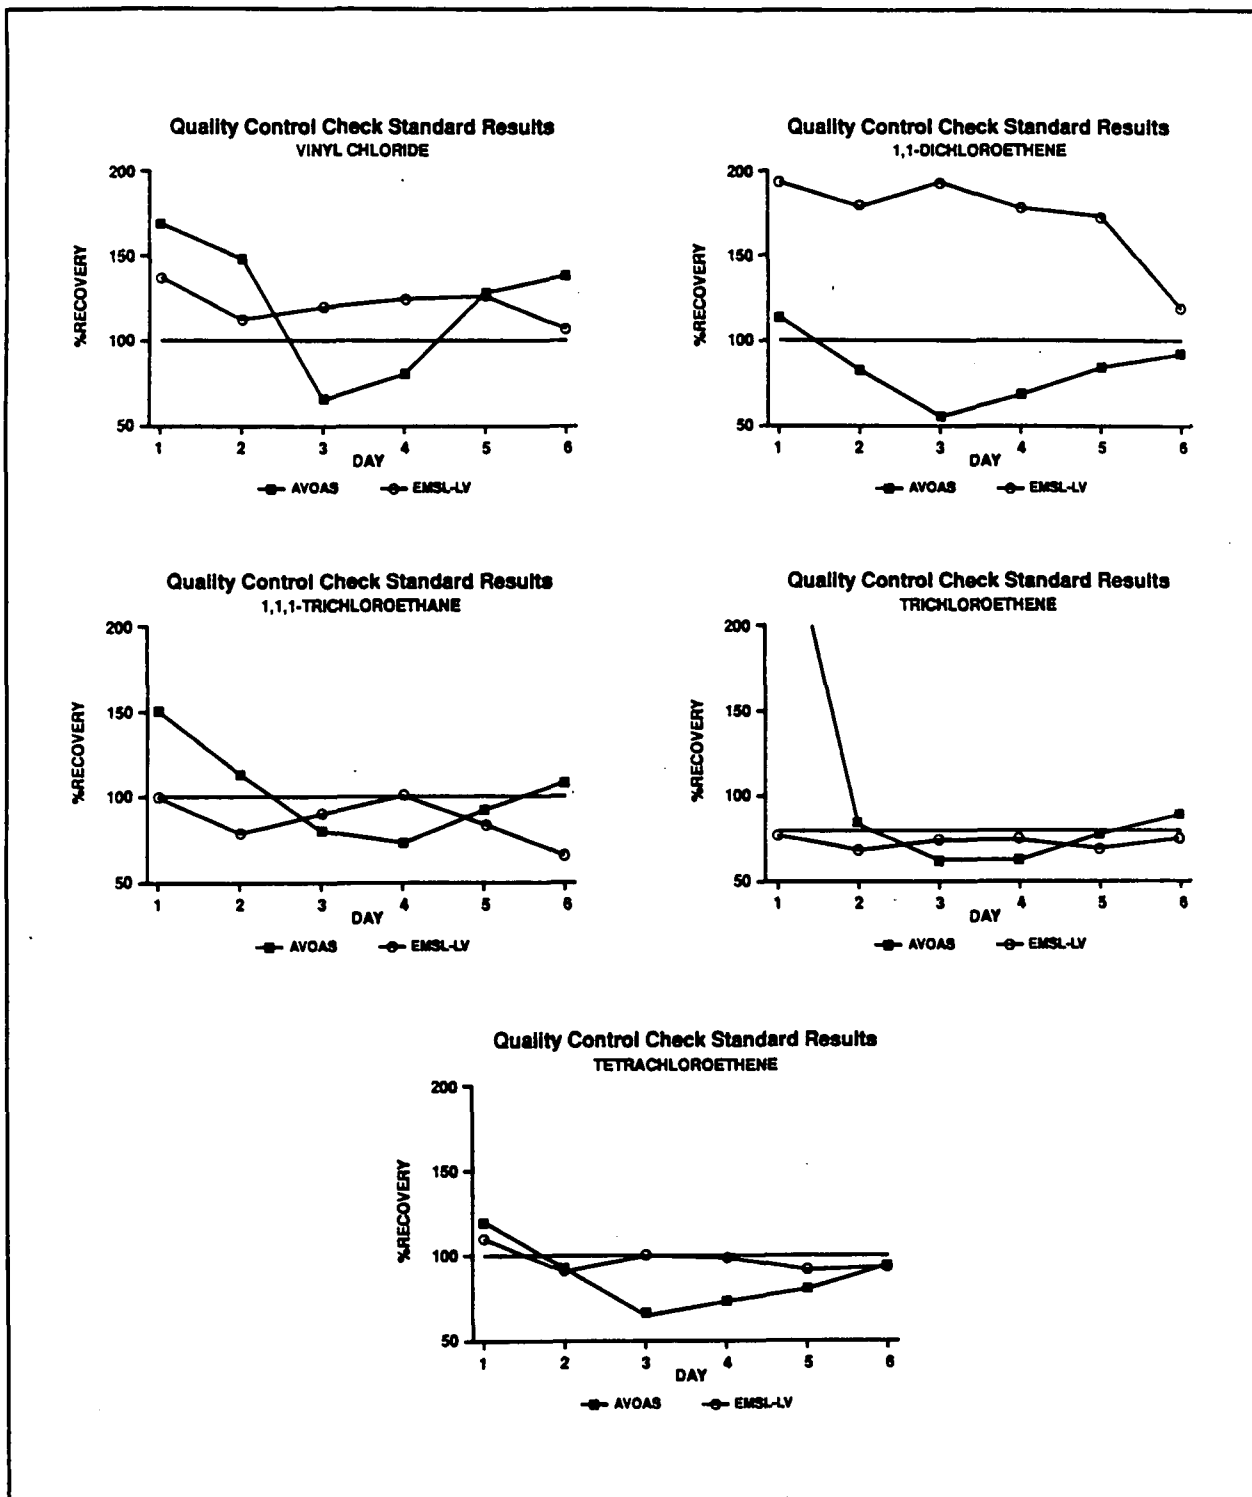 Quality Control Check Standard Results
VINYL CHLORIDE
200
150
100
50
%RECOVERY
1 2 3 4 5 6
DAY
AVOAS EMSL-LV
Quality Control Check Standard Results
1,1-DICHLOROETHENE
200
150
100
50
%RECOVERY
1 2 3 4 5 6
DAY
AVOAS EMSL-LV
Quality Control Check Standard Results
1,1,1-TRICHLOROETHANE
200
150
100
50
%RECOVERY
1 2 3 4 5 6
DAY
AVOAS EMSL-LV
Quality Control Check Standard Results
TRICHLOROETHENE
200
150
100
50
%RECOVERY
1 2 3 4 5 6
DAY
AVOAS EMSL-LV
Quality Control Check Standard Results
TETRACHLOROETHENE
200
150
100
50
%RECOVERY
1 2 3 4 5 6
DAY
AVOAS EMSL-LV